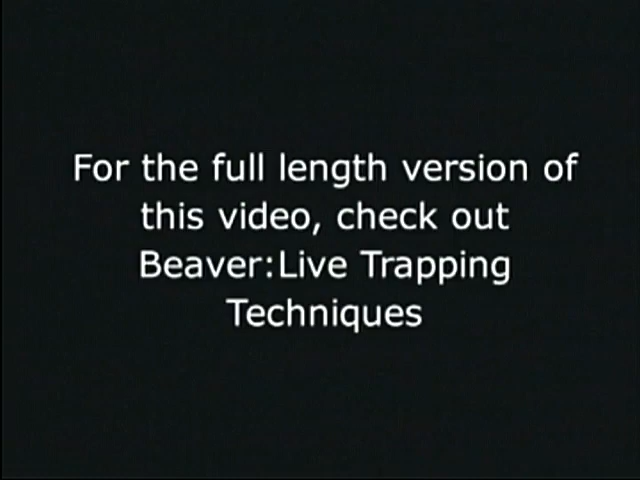 For the full length version of
this video, check out
Beaver:Live Trapping
Techniques